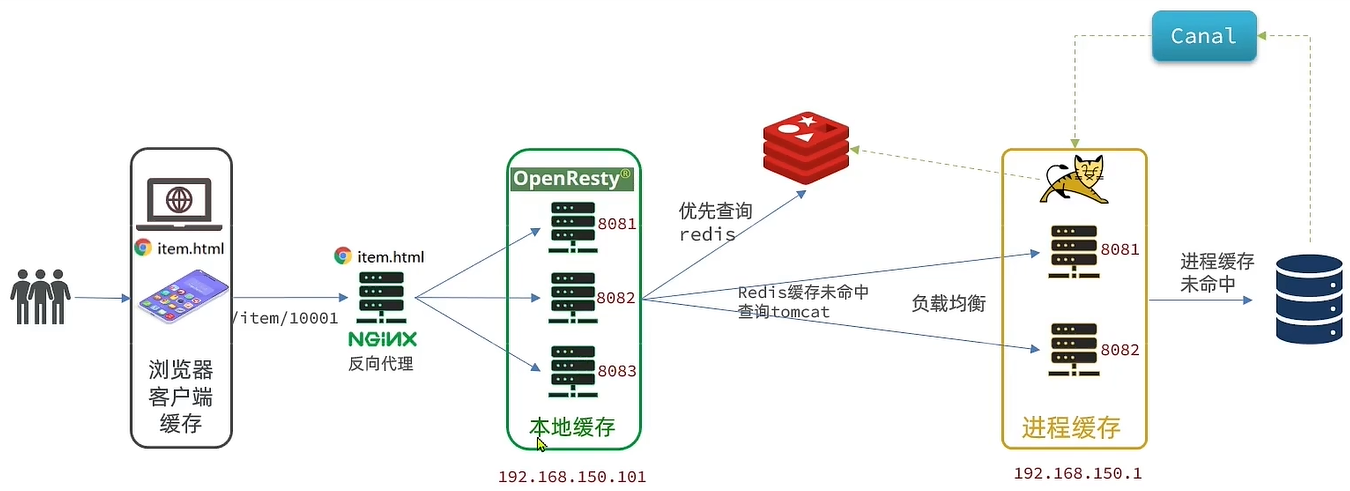 Canal
OpenResty®
8081
优先查询
redis
8081
item.html
item.html
进程缓存
未命中
8082
Redis缓存未命中
查询tomcat
负载均衡
/item/10001
NGINX
反向代理
8082
浏览器
客户端
缓存
8083
本地缓存
进程缓存
192.168.150.101
192.168.150.1